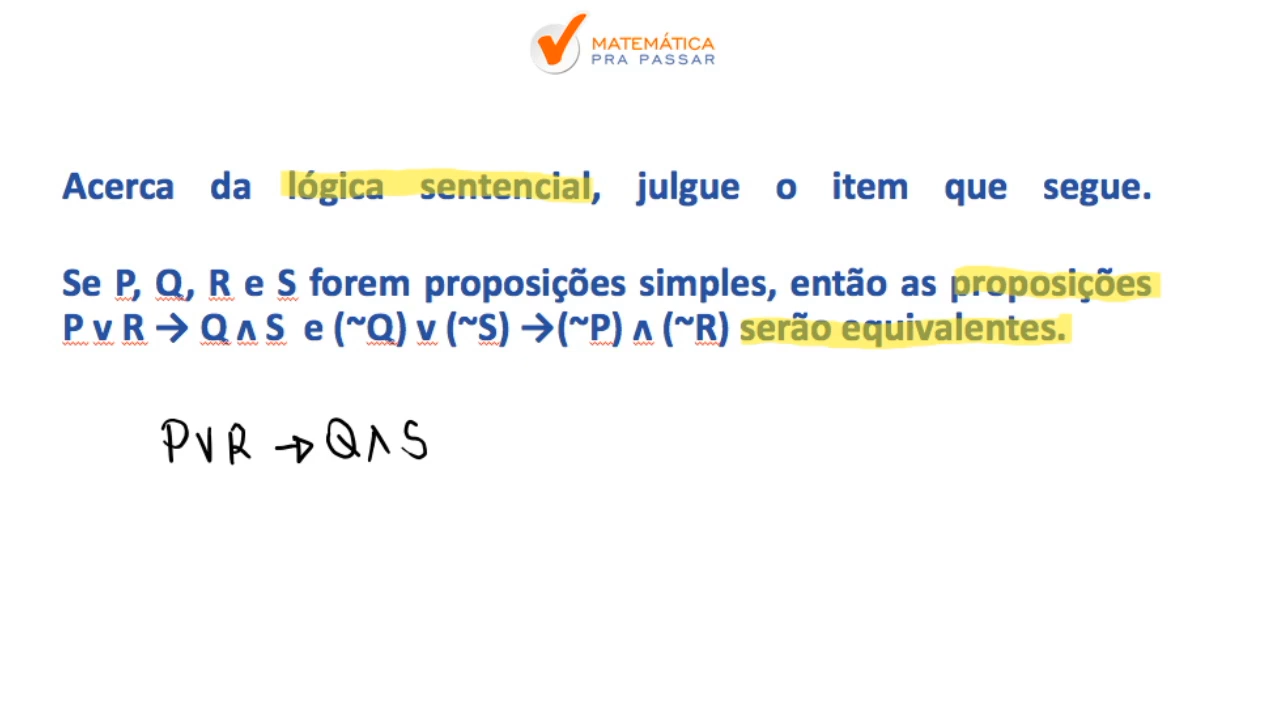 MATEMÁTICA
PRA PASSAR
Acerca da lógica sentencial, julgue o item que segue.
Se P, Q, R e S forem proposições simples, então as proposições
P v R → Q ʌ S e (~Q) v (~S) →(~P) ʌ (~R) serão equivalentes.
P V R → Q ʌ S